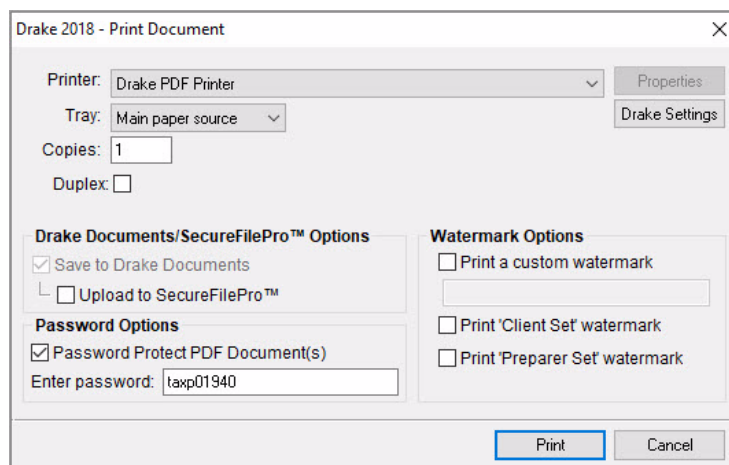 Drake 2018 - Print Document
Printer: Drake PDF Printer Properties
Tray: Main paper source Drake Settings
Copies: 1
Duplex:
Drake Documents/SecureFilePro™ Options
Save to Drake Documents
Upload to SecureFilePro™
Password Options
Password Protect PDF Document(s)
Enter password: taxp01940
Watermark Options
Print a custom watermark
Print 'Client Set' watermark
Print 'Preparer Set' watermark
Print Cancel